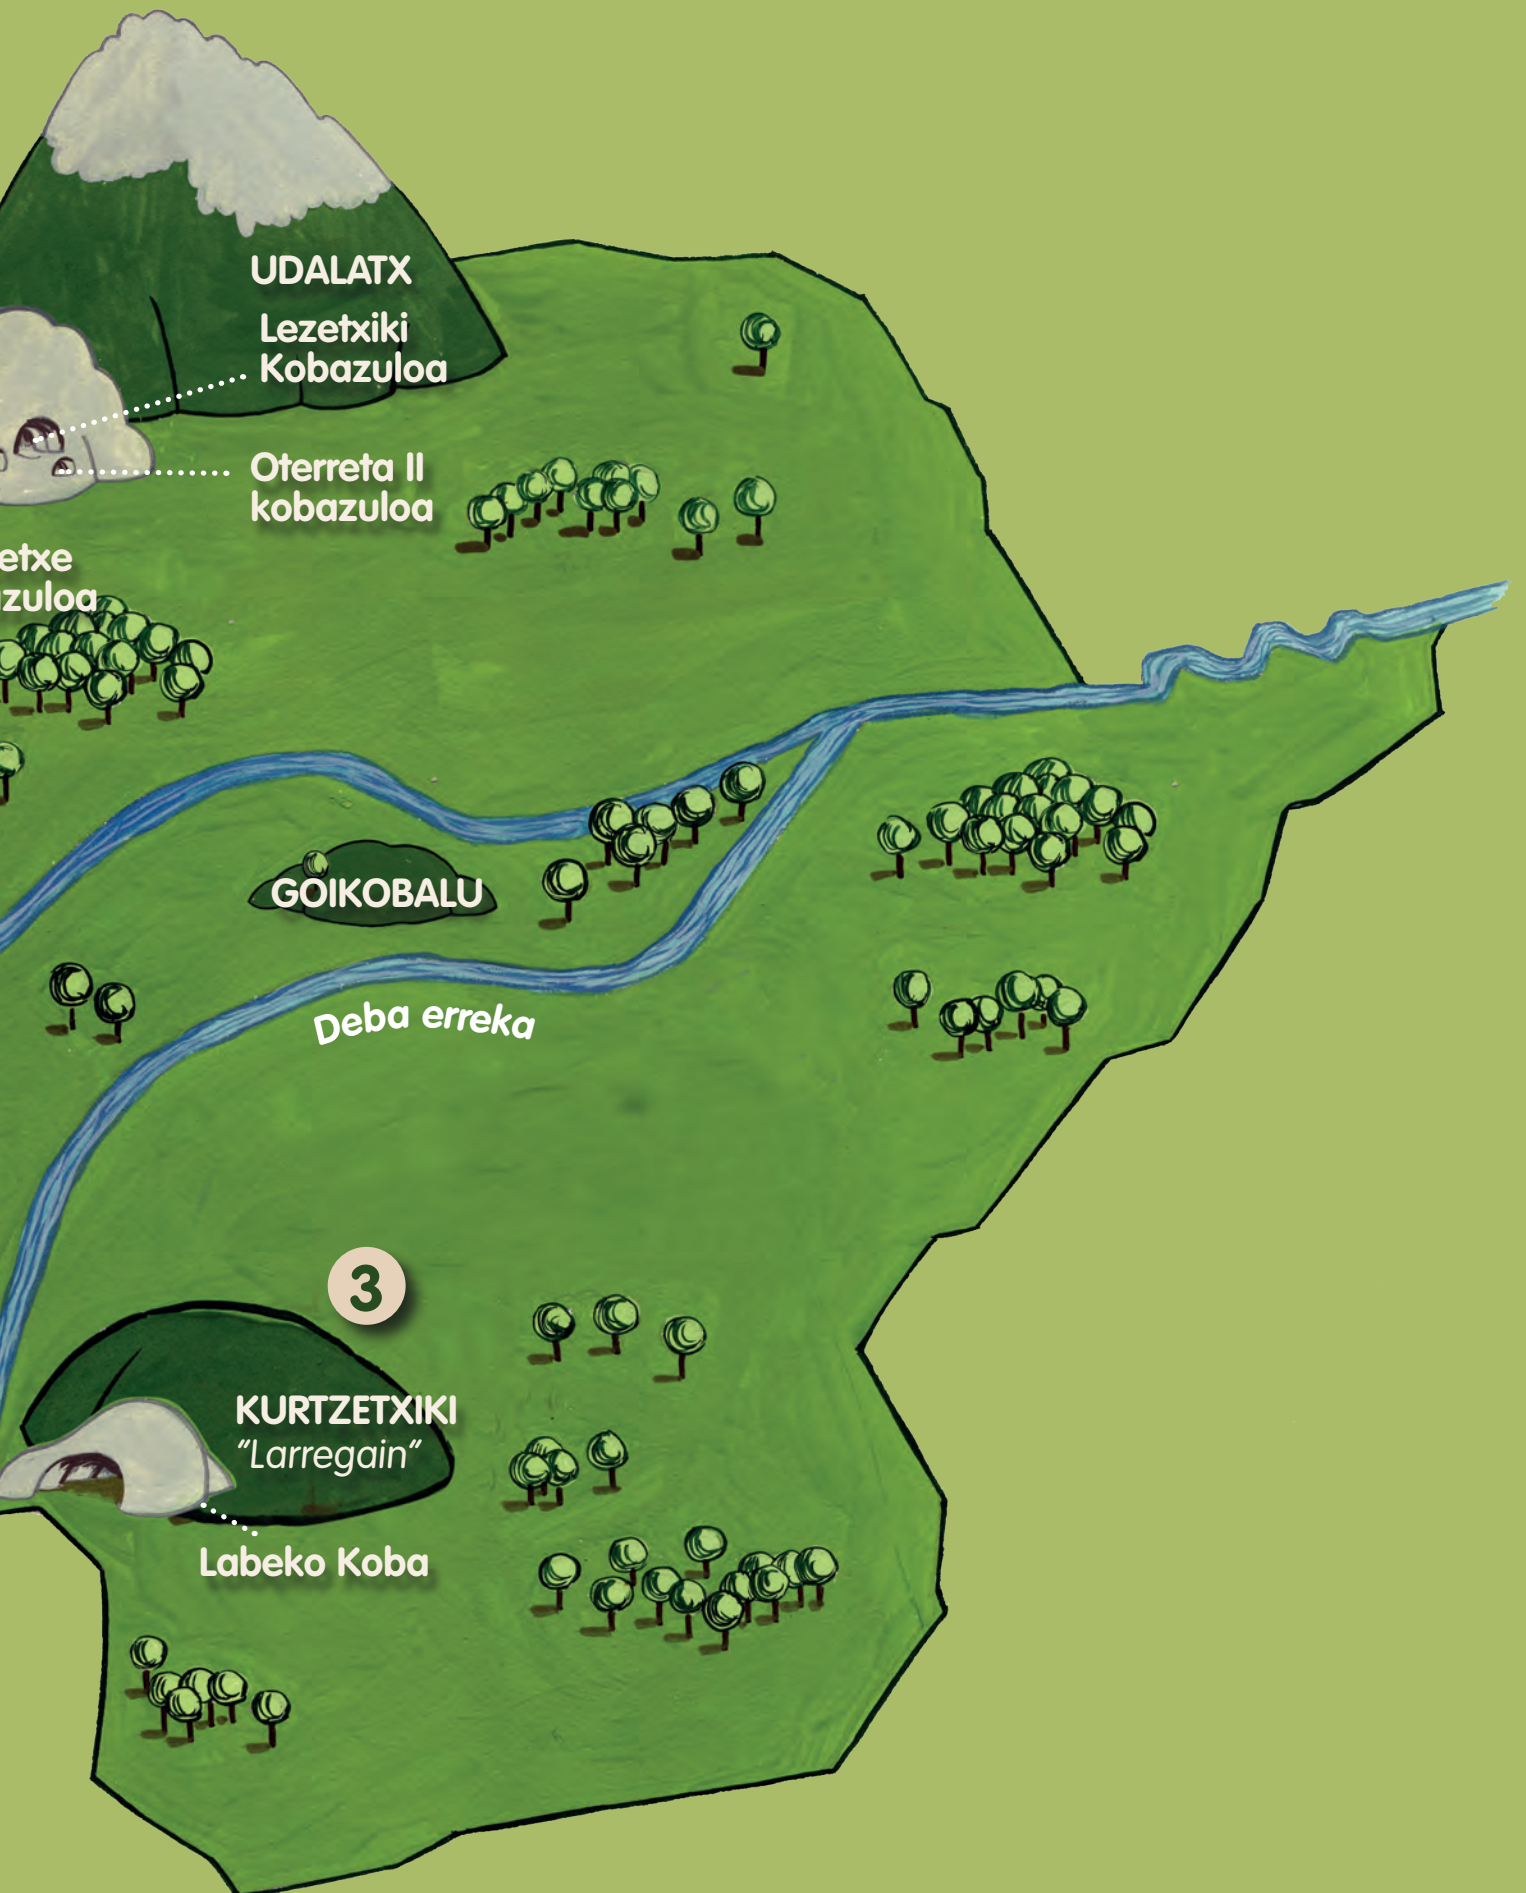 UDALATX
Lezetxiki
Kobazuloa
Oterreta II
kobazuloa
etxe
zuloa
GOIKOBALU
Deba erreka
3
KURTZETXIKI
“Larregain”
Labeko Koba